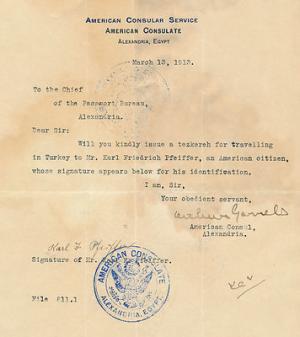 AMERICAN CONSULAR SERVICE
AMERICAN CONSULATE
ALEXANDRIA, EGYPT
March 13, 1913.
To the Chief
of the Passport Bureau,
Alexandria.
Dear Sir:
Will you kindly issue a tezkereh for travelling
in Turkey to Mr. Karl Friedrich Pfeiffer, an American citizen,
whose signature appears below for his identification.
I am, Sir,
Your obedient servant,
Arthur Garrels
American Consul,
Alexandria.
Karl F. Pfeiffer
Signature of Mr. Pfeiffer.
AMERICAN CONSULATE
ALEXANDRIA, EGYPT.
File 811.1